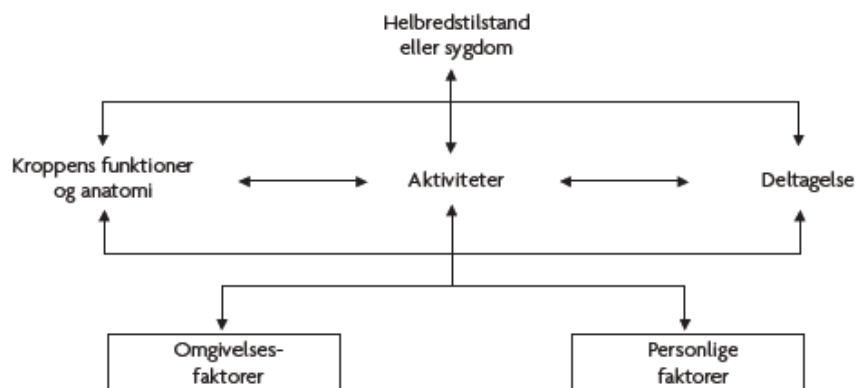 Helbredstilstand
eller sygdom
Kroppens funktioner
og anatomi
Aktiviteter
Deltagelse
Omgivelses-
faktorer
Personlige
faktorer